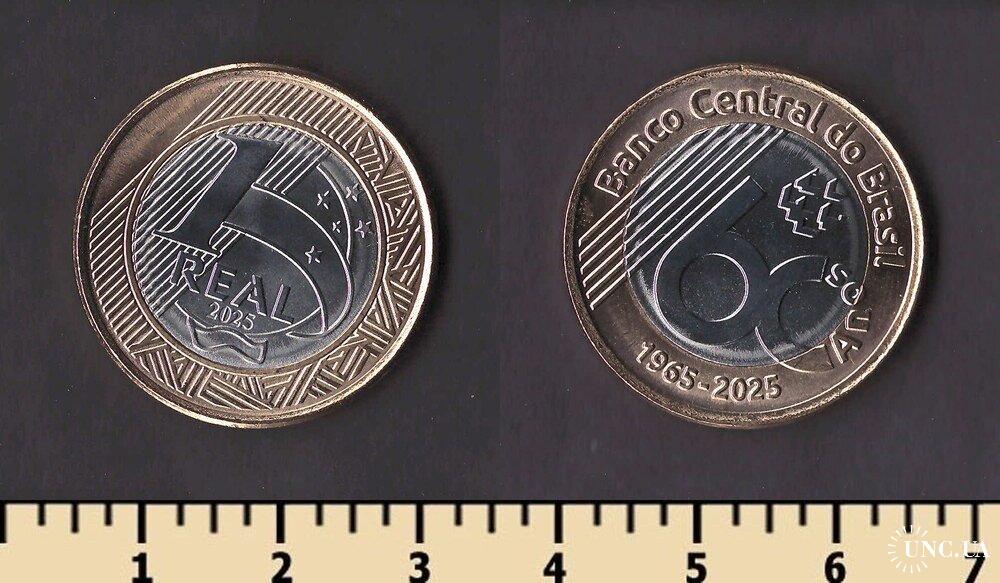 1
REAL
2025
Banco Central do Brasil
60
Anos
1965-2025
1 2 3 4 5 6 7
UNC.UA